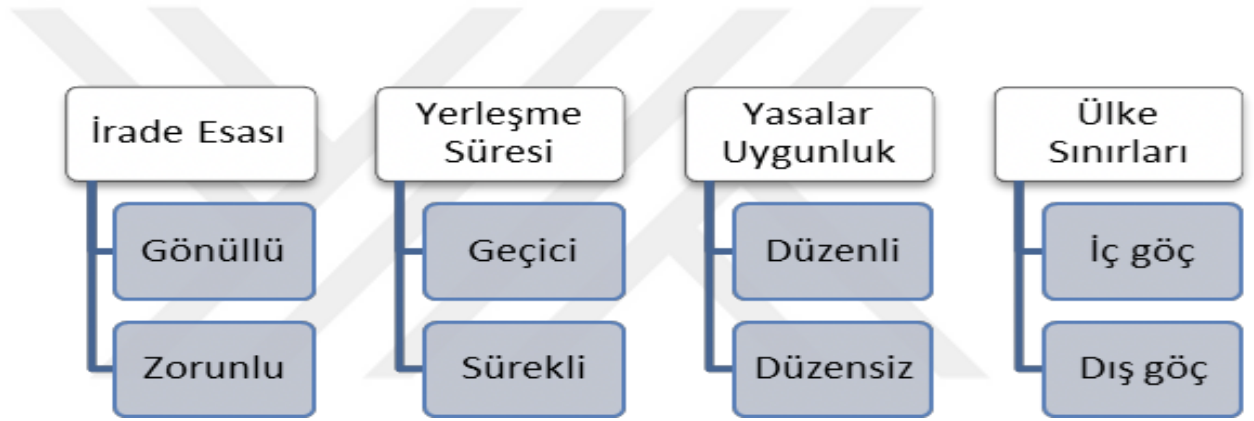 İrade Esası
Gönüllü
Zorunlu
Yerleşme
Süresi
Geçici
Sürekli
Yasalar
Uygunluk
Düzenli
Düzensiz
Ülke
Sınırları
İç göç
Dış göç